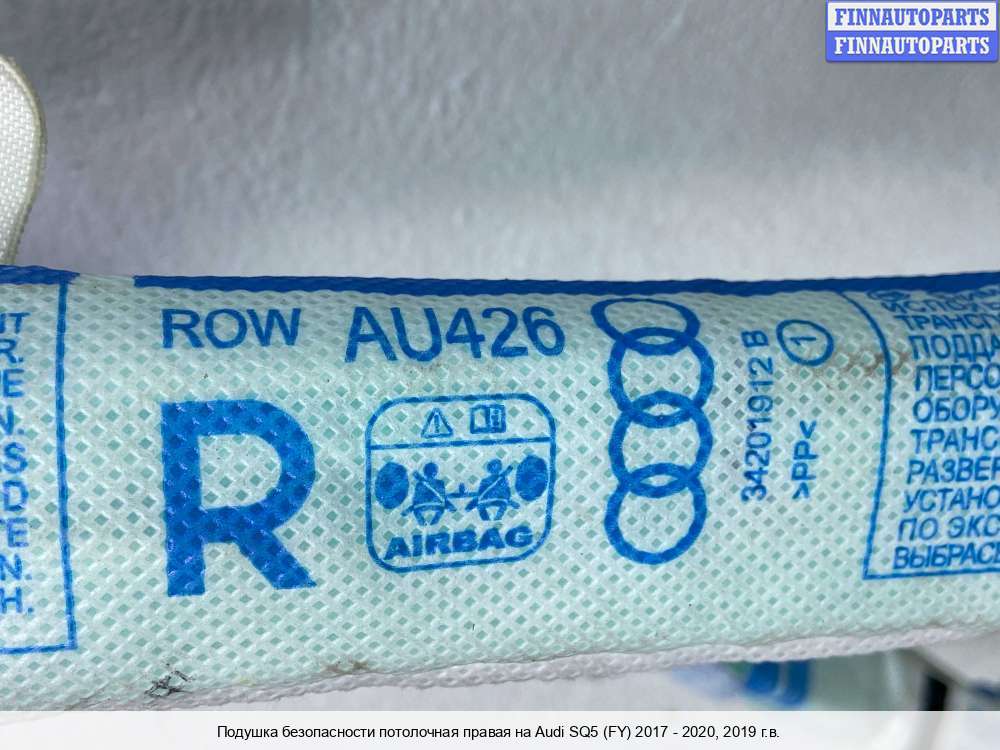 FINNAUTOPARTS
FINNAUTOPARTS
ROW AU426
R
AIRBAG
34201912 B
1
>PP<
ТРАНСП
ПОДДА
ПЕРСО
ОБОРУ
ТРАНС
РАЗВЕР
УСТАНО
ПО ЭКС
ВЫБРАС
Подушка безопасности потолочная правая на Audi SQ5 (FY) 2017 - 2020, 2019 г.в.